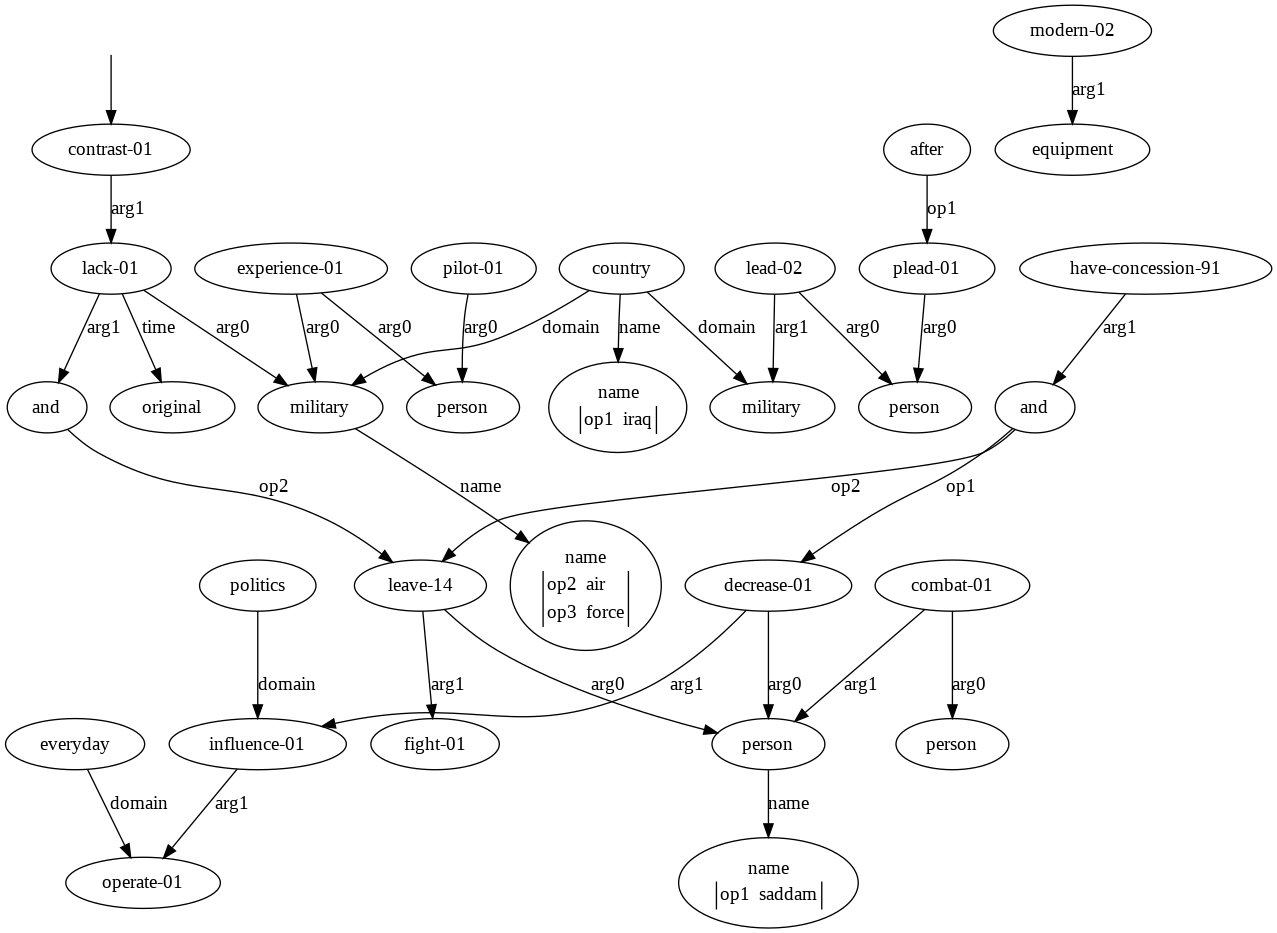 modern-02
arg1
contrast-01
after
equipment
arg1
op1
lack-01
experience-01
pilot-01
country
lead-02
plead-01
have-concession-91
arg1
time
arg0
arg0
arg0
arg0
domain
name
domain
arg1
arg0
arg0
arg1
and
original
military
person
name
op1 iraq
military
person
and
op2
name
op2
op1
politics
leave-14
name
op2 air
op3 force
decrease-01
combat-01
domain
arg1
arg0
arg1
arg0
arg1
arg0
everyday
influence-01
fight-01
person
person
domain
arg1
name
operate-01
name
op1 saddam